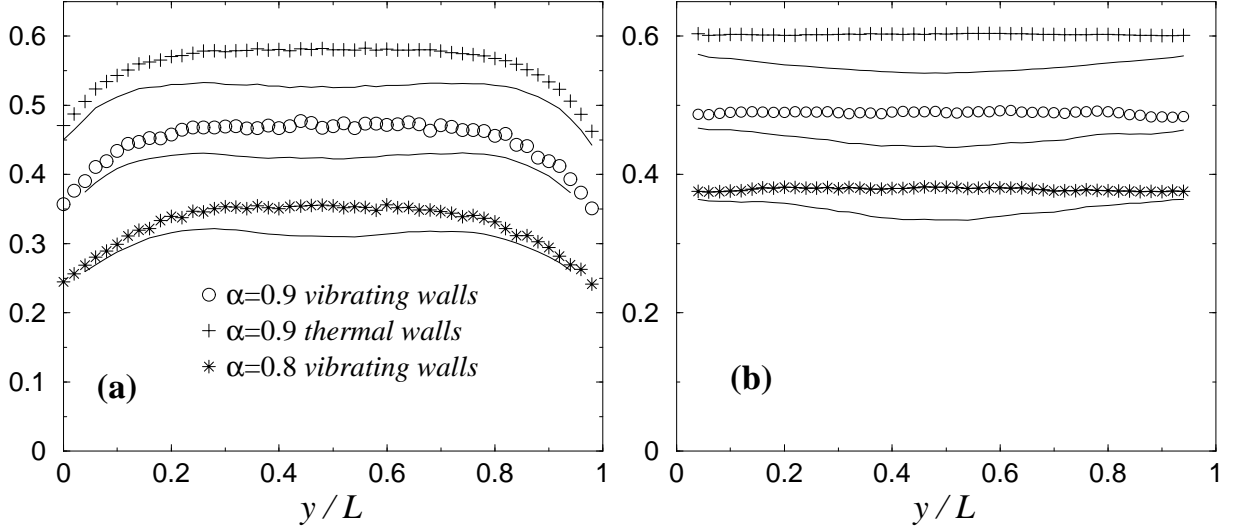 0.6
0.5
0.4
0.3
0.2
0.1
0
0 0.2 0.4 0.6 0.8 1
y / L
α=0.9 vibrating walls
α=0.9 thermal walls
α=0.8 vibrating walls
(a)
0.6
0.4
0.2
0
0 0.2 0.4 0.6 0.8 1
y / L
(b)